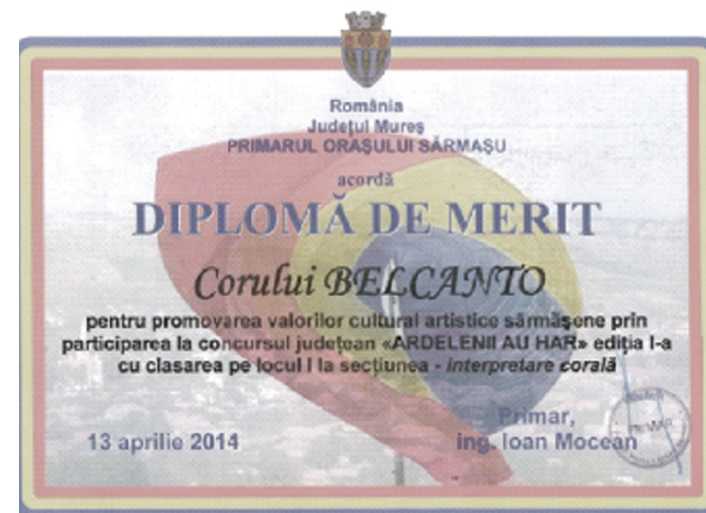 România
Județul Mureș
PRIMARUL ORAȘULUI SĂRMAȘU
acordă
DIPLOMĂ DE MERIT
Corului BELCANTO
pentru promovarea valorilor cultural artistice sărmășene prin
participarea la concursul județean «ARDELENII AU HAR» ediția I-a
cu clasarea pe locul I la secțiunea - interpretare corală
Primar,
13 aprilie 2014
ing. Ioan Mocean
PRIMAR